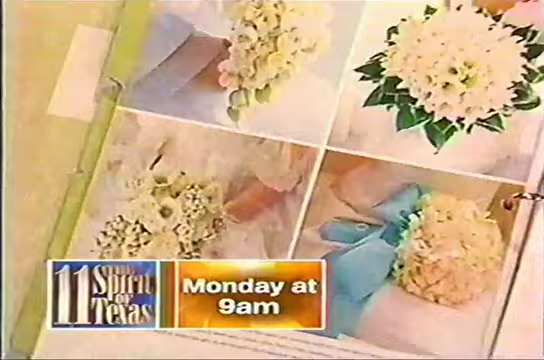 11 THE
Spirit
OF
Texas
Monday at
9am